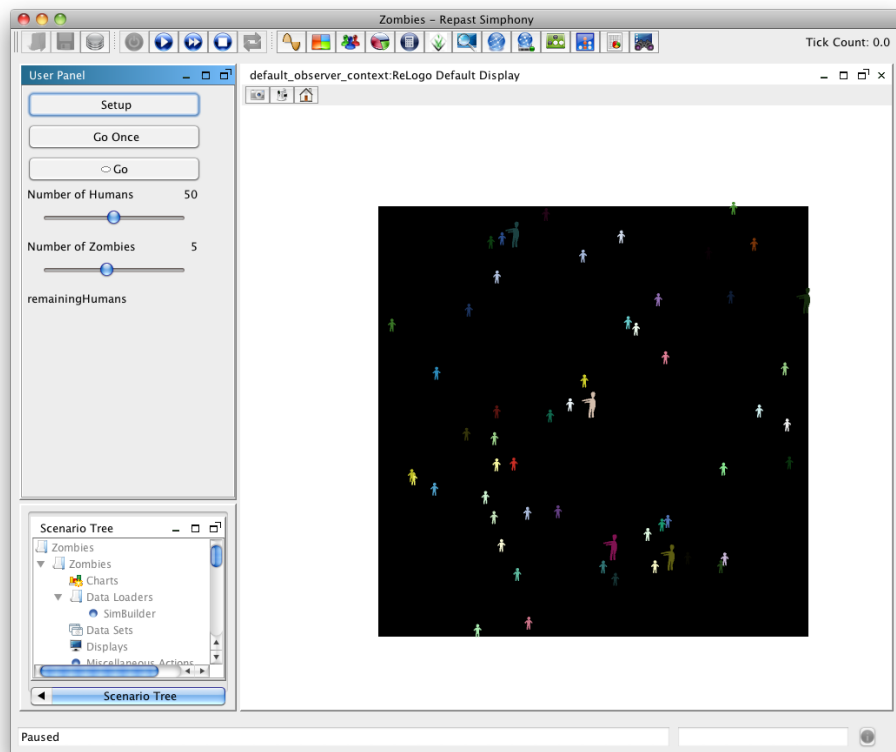 Zombies – Repast Simphony
Tick Count: 0.0
User Panel
Setup
Go Once
Go
Number of Humans 50
Number of Zombies 5
remainingHumans
default_observer_context:ReLogo Default Display
Scenario Tree
Zombies
Zombies
Charts
Data Loaders
SimBuilder
Data Sets
Displays
Miscellaneous Actions
Scenario Tree
Paused